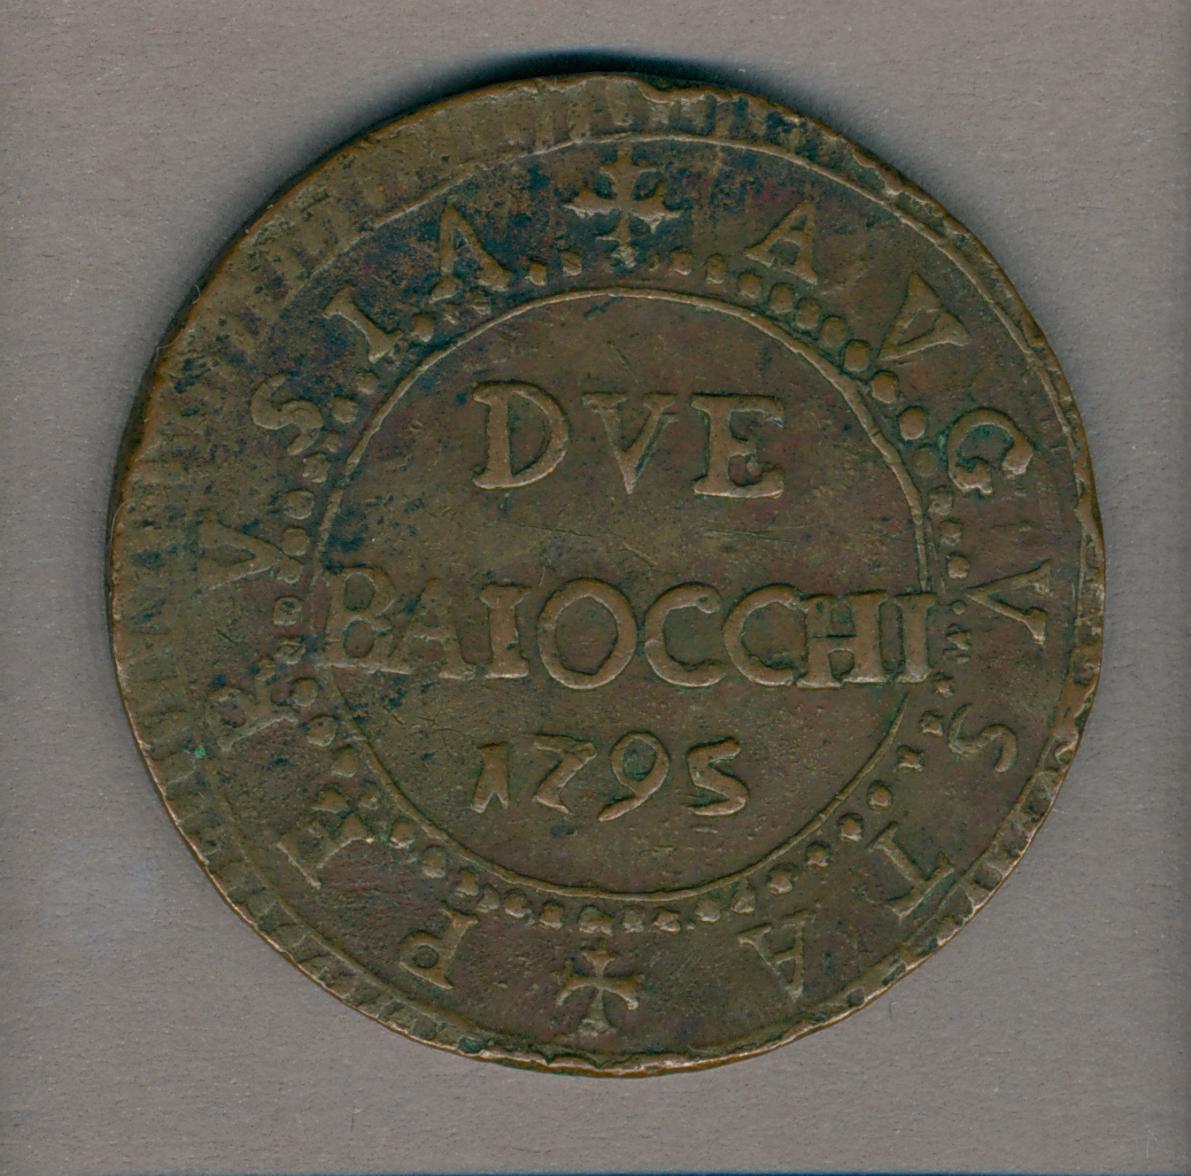 ✠ AVGVSTA ✠ PERVSIA
DVE
BAIOCCHI
1795